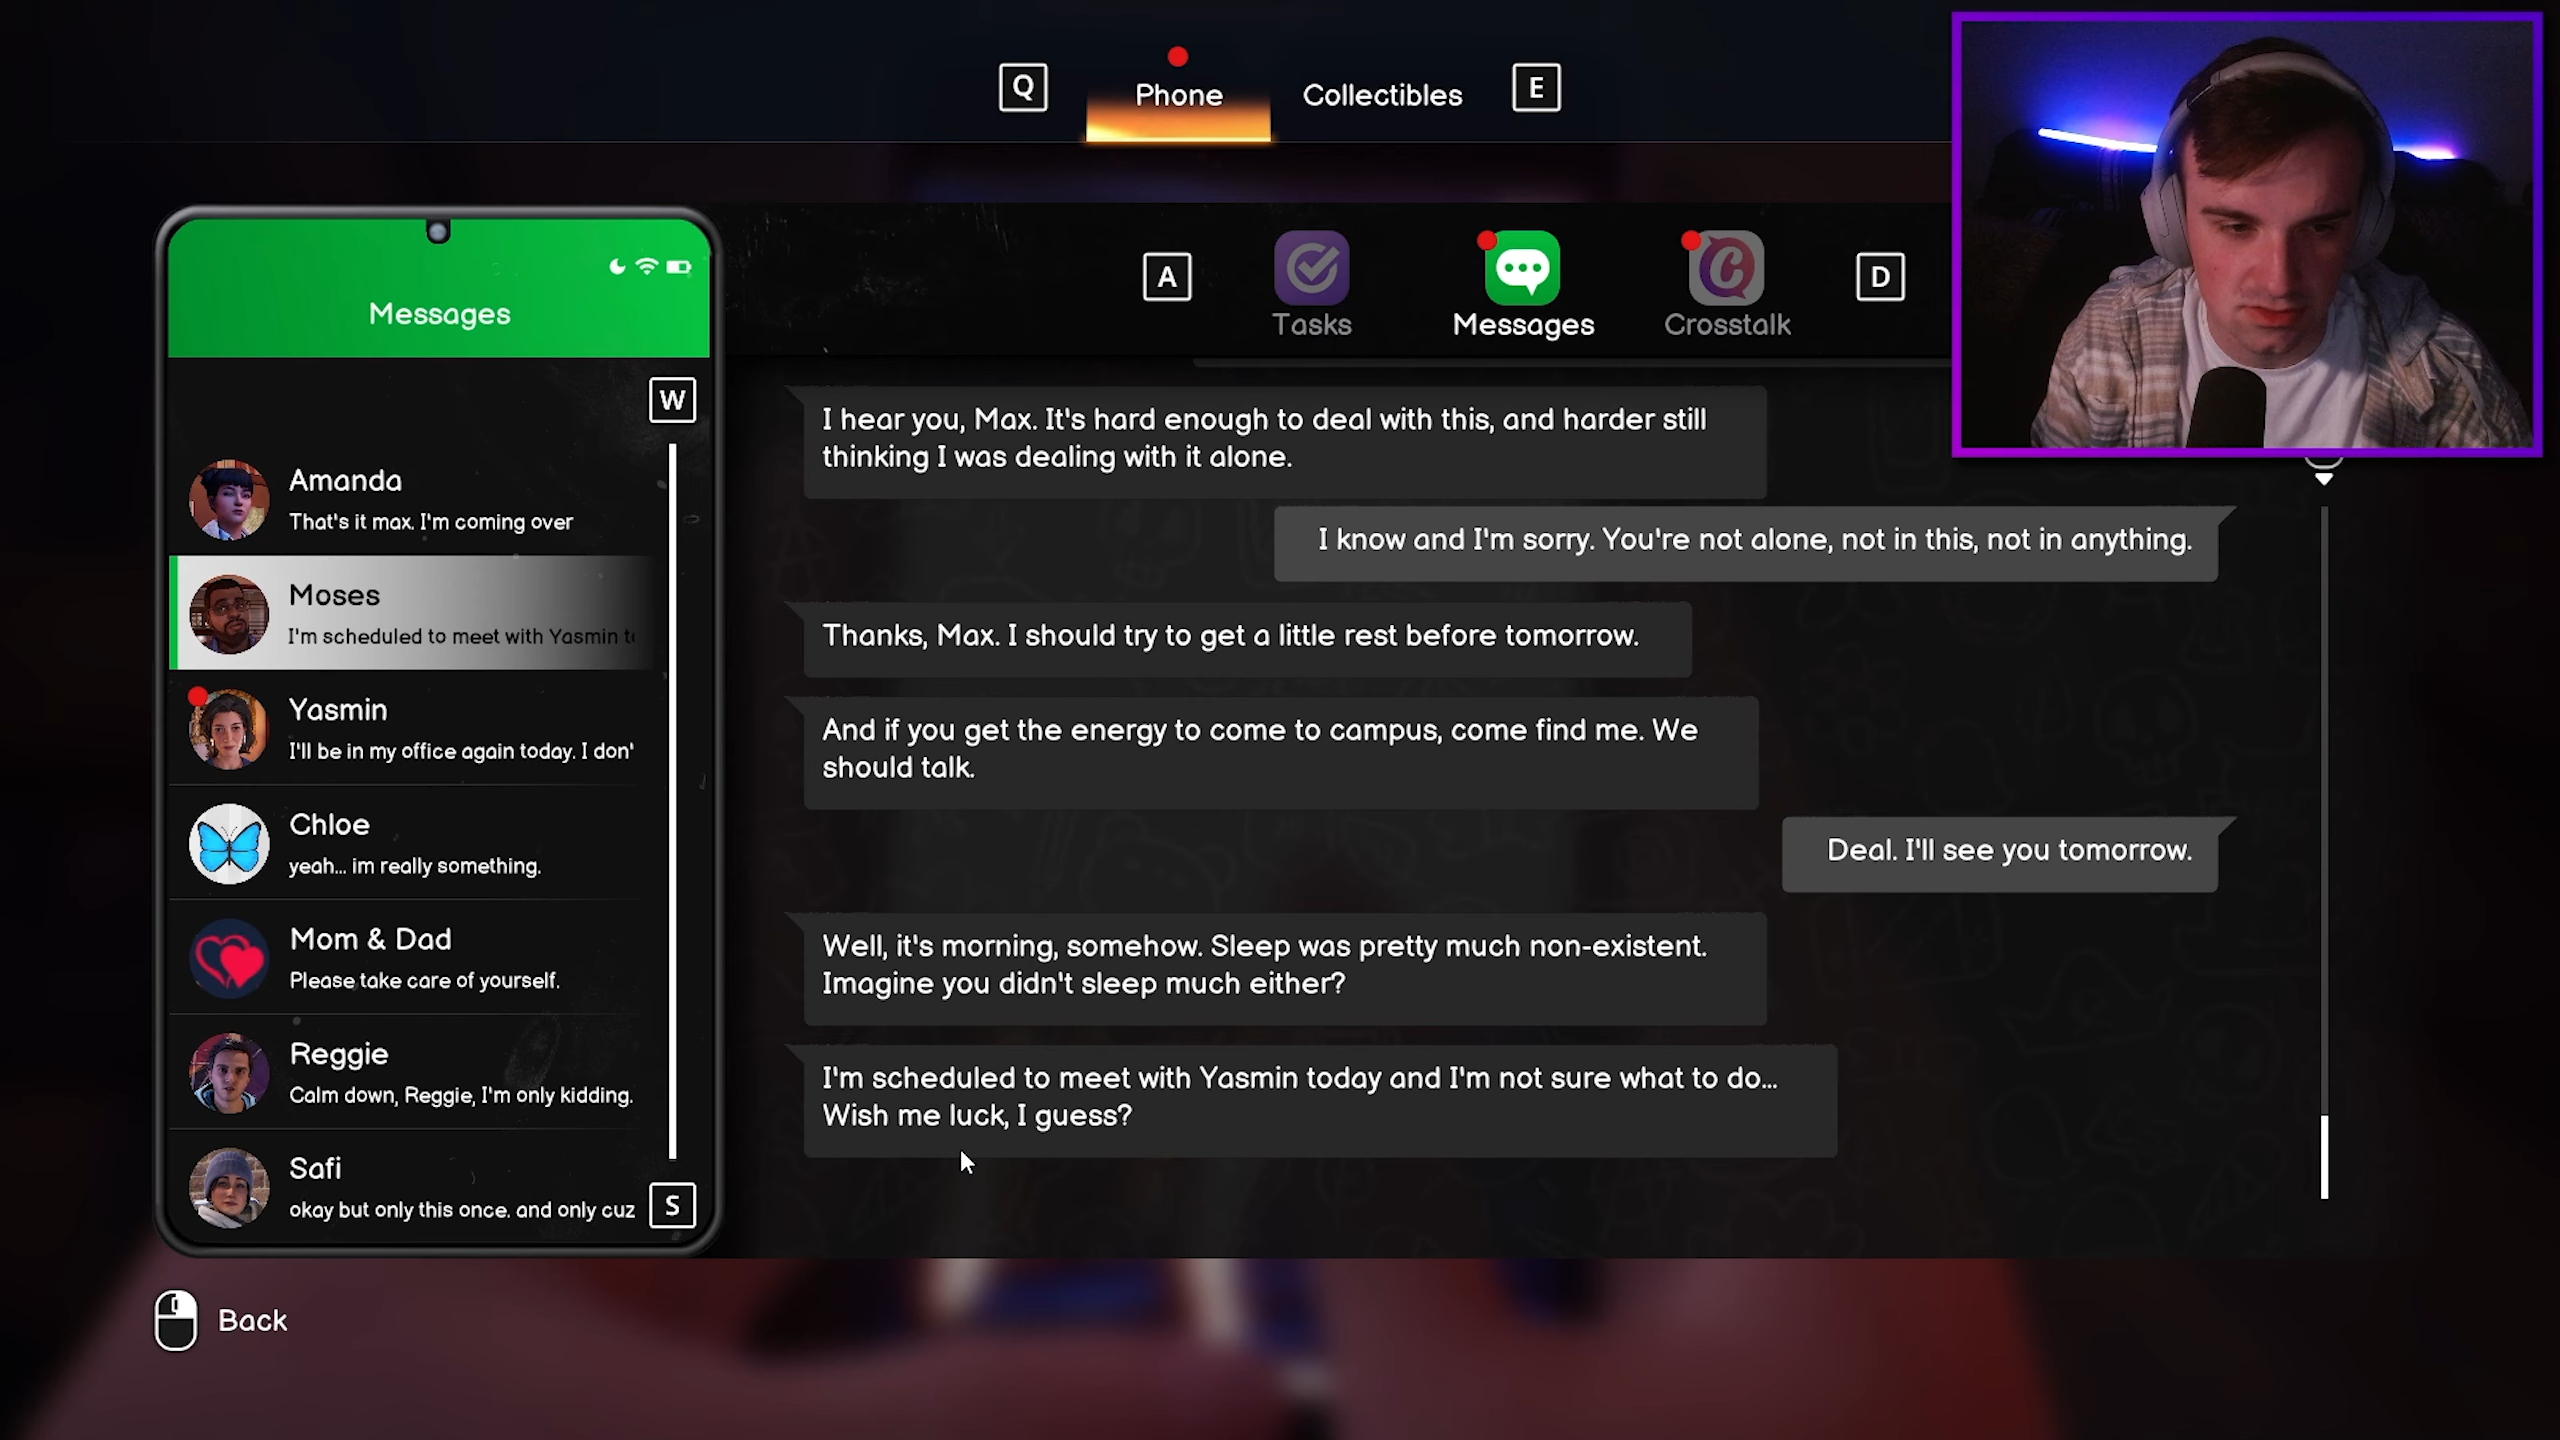 Q
Phone
Collectibles
E
Messages
A
Tasks
Messages
Crosstalk
D
W
Amanda
That's it max. I'm coming over
Moses
I'm scheduled to meet with Yasmin t
Yasmin
I'll be in my office again today. I don'
Chloe
yeah... im really something.
Mom & Dad
Please take care of yourself.
Reggie
Calm down, Reggie, I'm only kidding.
Safi
okay but only this once. and only cuz
S
I hear you, Max. It's hard enough to deal with this, and harder still
thinking I was dealing with it alone.
I know and I'm sorry. You're not alone, not in this, not in anything.
Thanks, Max. I should try to get a little rest before tomorrow.
And if you get the energy to come to campus, come find me. We
should talk.
Deal. I'll see you tomorrow.
Well, it's morning, somehow. Sleep was pretty much non-existent.
Imagine you didn't sleep much either?
I'm scheduled to meet with Yasmin today and I'm not sure what to do...
Wish me luck, I guess?
Back